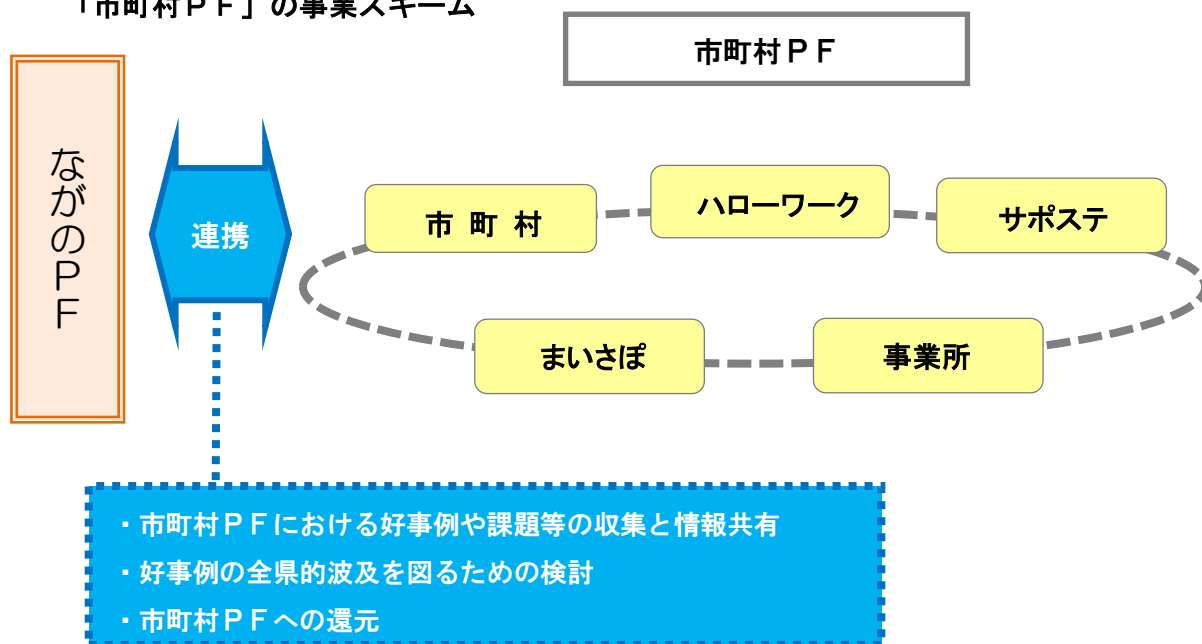 「市町村ＰＦ」の事業スキーム
市町村ＰＦ
ながのＰＦ
連携
市 町 村
ハローワーク
サポステ
まいさぽ
事業所
・市町村ＰＦにおける好事例や課題等の収集と情報共有
・好事例の全県的波及を図るための検討
・市町村ＰＦへの還元